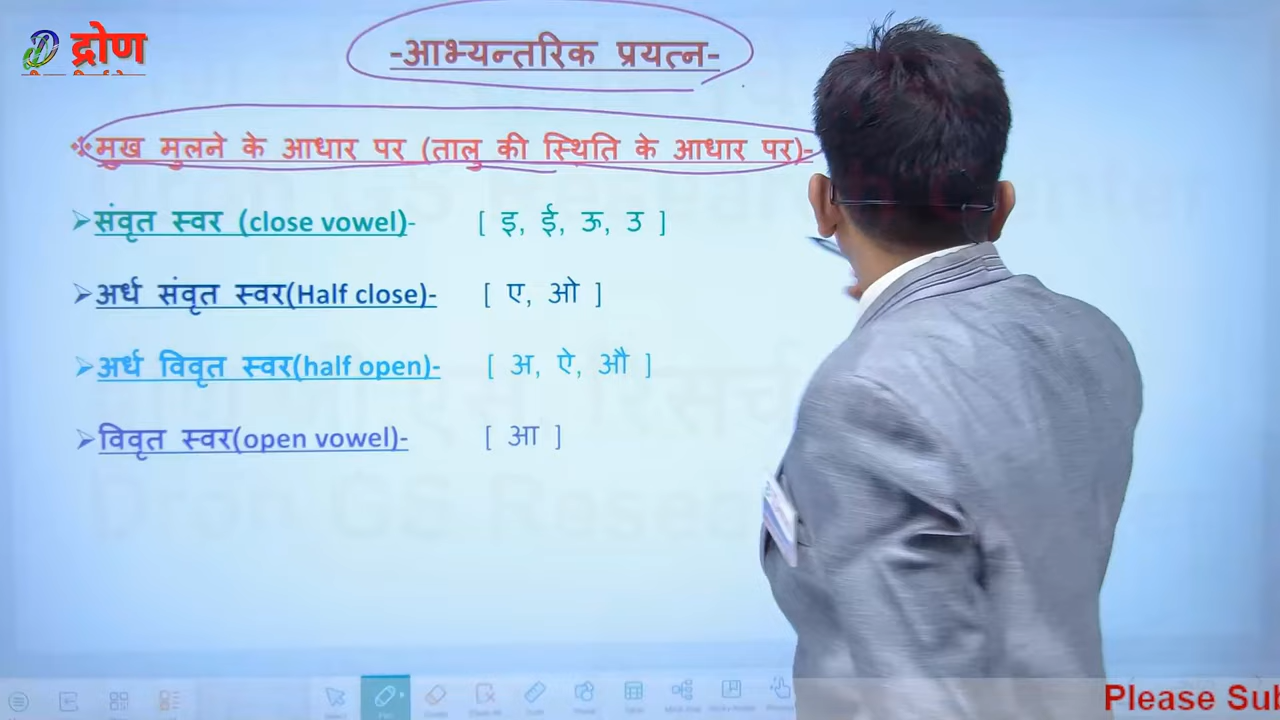 द्रोण
-आभ्यन्तरिक प्रयत्न-
मुख मुलने के आधार पर (तालु की स्थिति के आधार पर)-
संवृत स्वर (close vowel)- [ इ, ई, ऊ, उ ]
अर्ध संवृत स्वर(Half close)- [ ए, ओ ]
अर्ध विवृत स्वर(half open)- [ अ, ऐ, औ ]
विवृत स्वर(open vowel)- [ आ ]
Please Sub